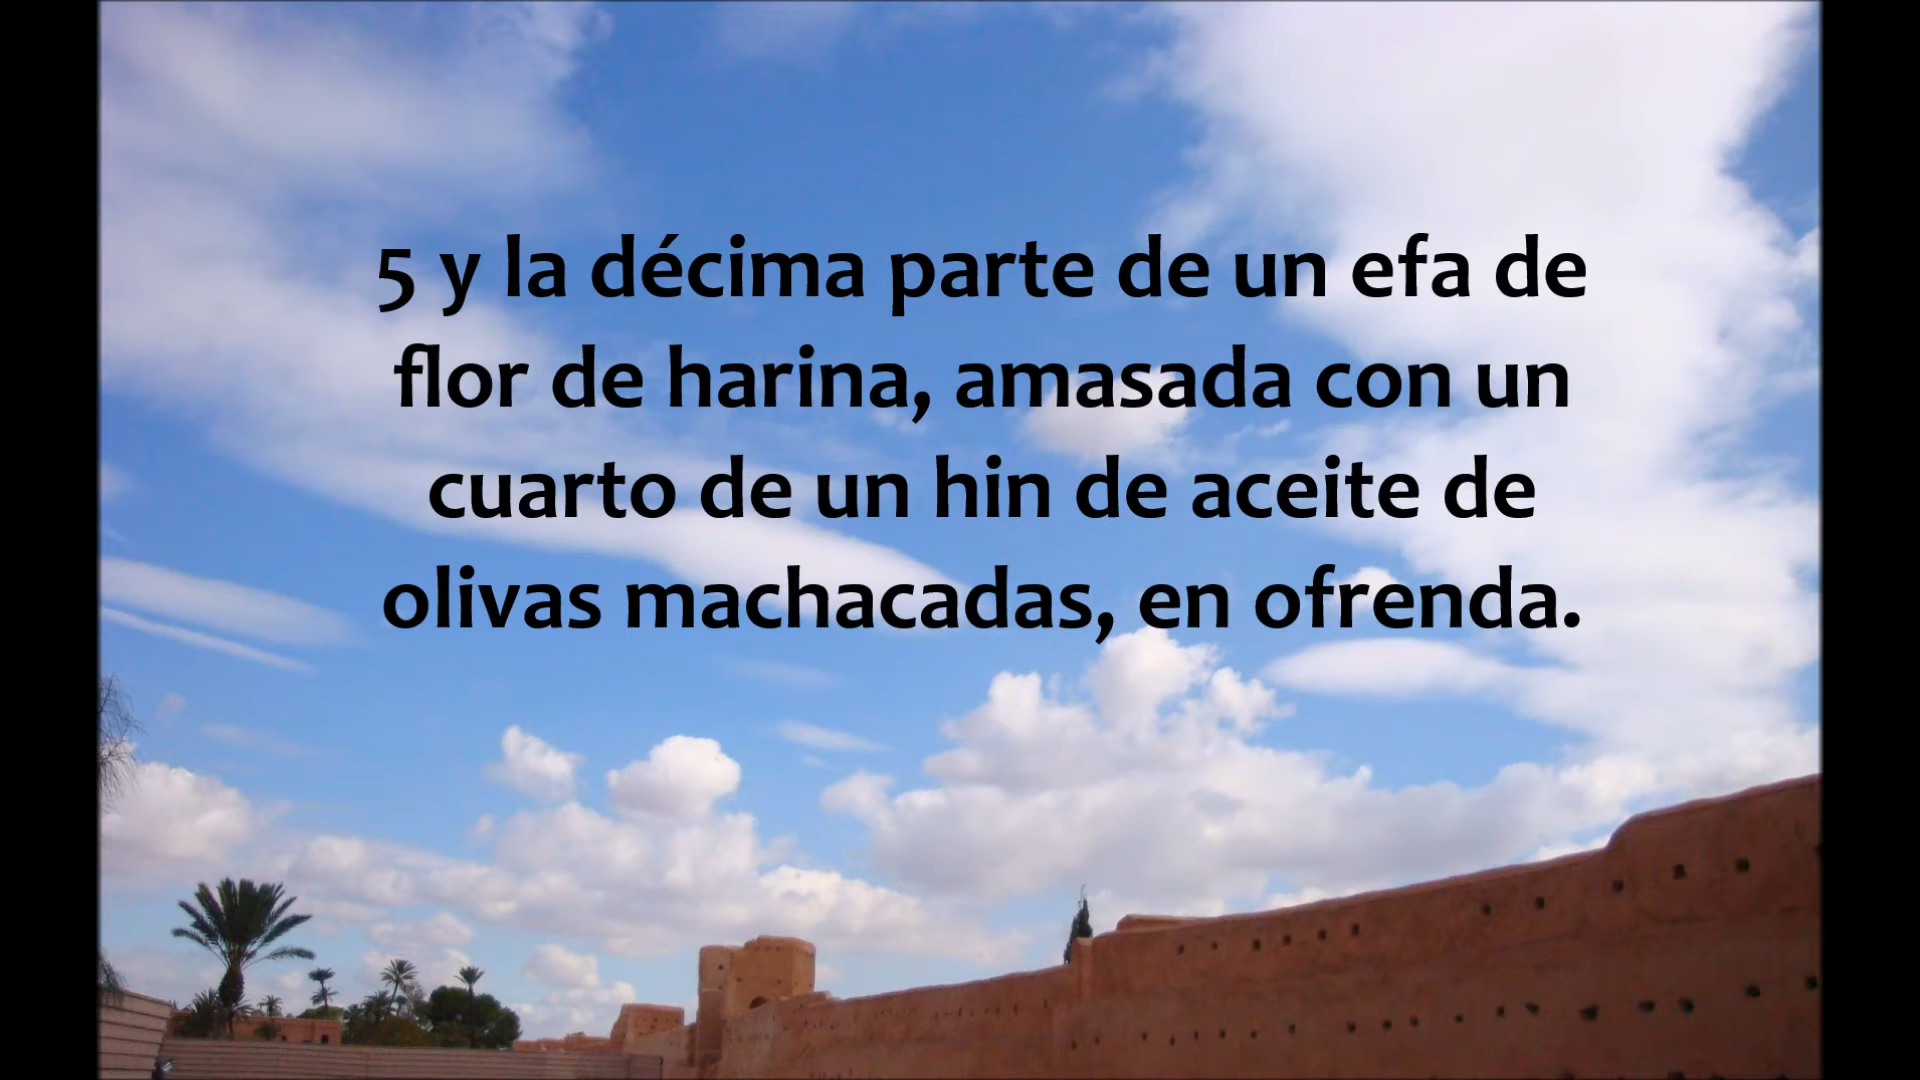 5 y la décima parte de un efa de
flor de harina, amasada con un
cuarto de un hin de aceite de
olivas machacadas, en ofrenda.